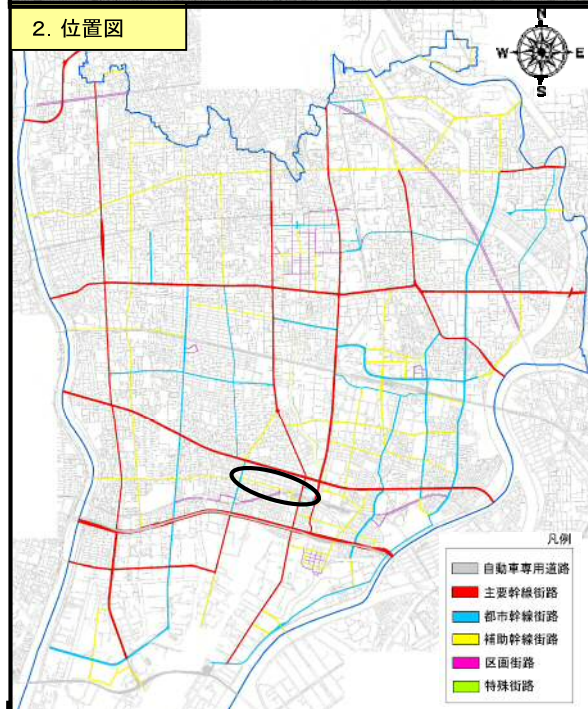 2. 位置図
N
W
E
S
凡例
自動車専用道路
主要幹線街路
都市幹線街路
補助幹線街路
区画街路
特殊街路